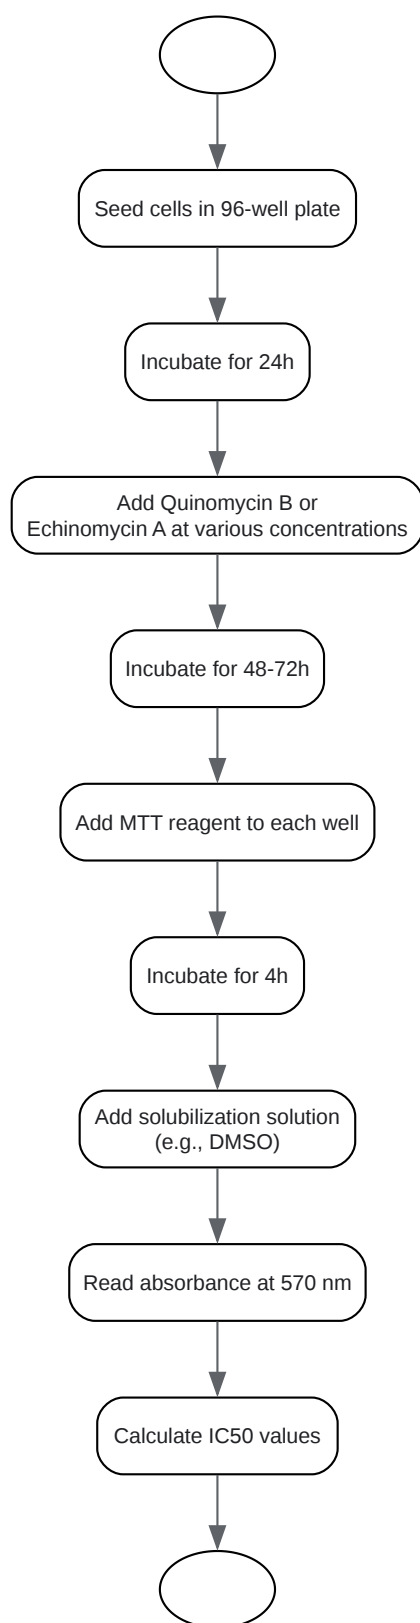 Seed cells in 96-well plate
Incubate for 24h
Add Quinomycin B or
Echinomycin A at various concentrations
Incubate for 48-72h
Add MTT reagent to each well
Incubate for 4h
Add solubilization solution
(e.g., DMSO)
Read absorbance at 570 nm
Calculate IC50 values